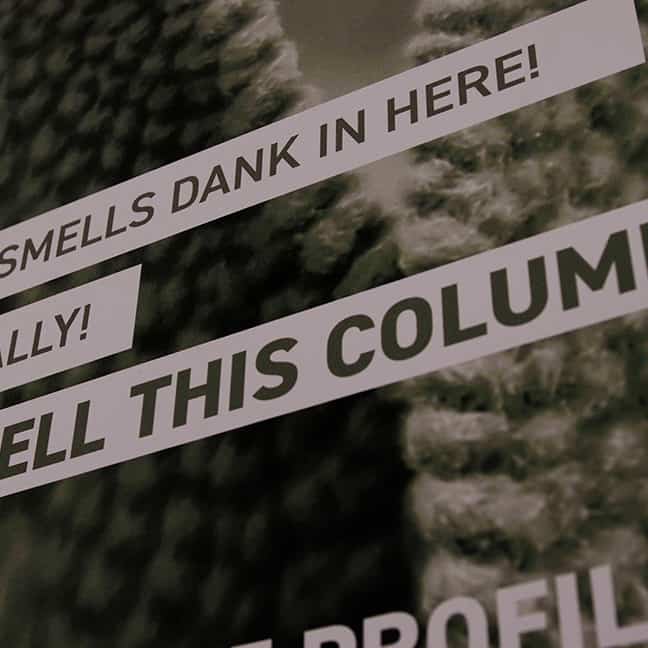 SMELLS DANK IN HERE!
ALLY!
ELL THIS COLUM
PROFIL